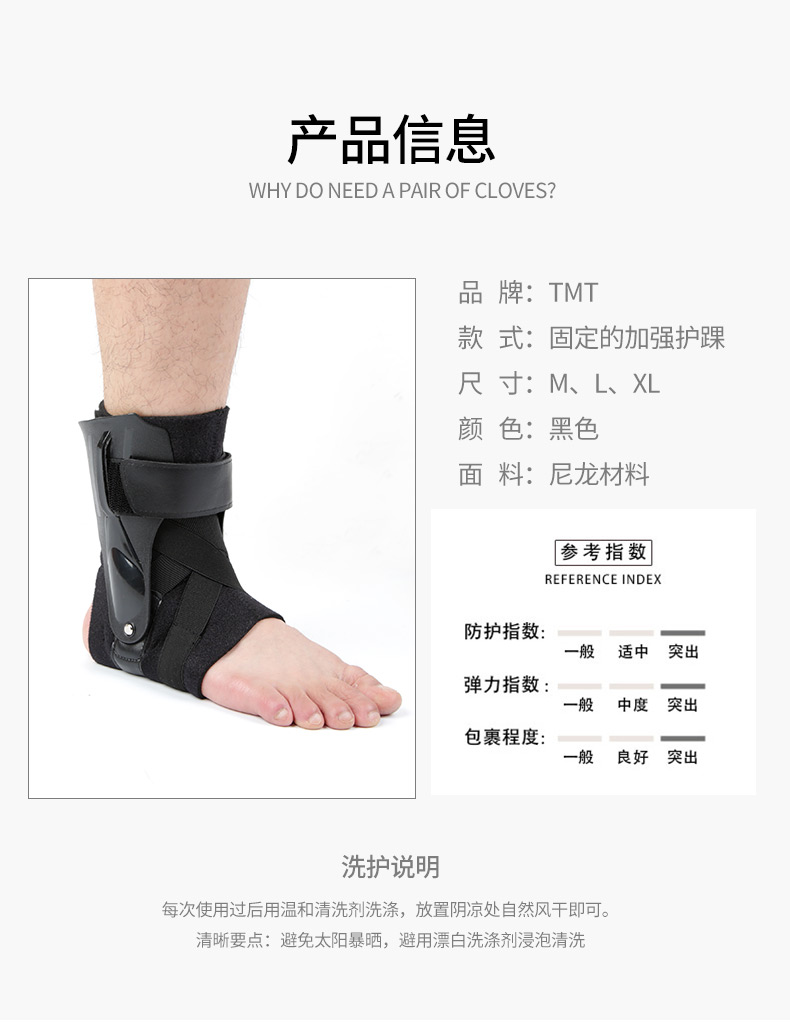 产品信息
WHY DO NEED A PAIR OF CLOVES?
品 牌：TMT
款 式：固定的加强护踝
尺 寸：M、L、XL
颜 色：黑色
面 料：尼龙材料
参考指数
REFERENCE INDEX
防护指数:
一般 适中 突出
弹力指数:
一般 中度 突出
包裹程度:
一般 良好 突出
洗护说明
每次使用过后用温和清洗剂洗涤，放置阴凉处自然风干即可。
清晰要点：避免太阳暴晒，避用漂白洗涤剂浸泡清洗